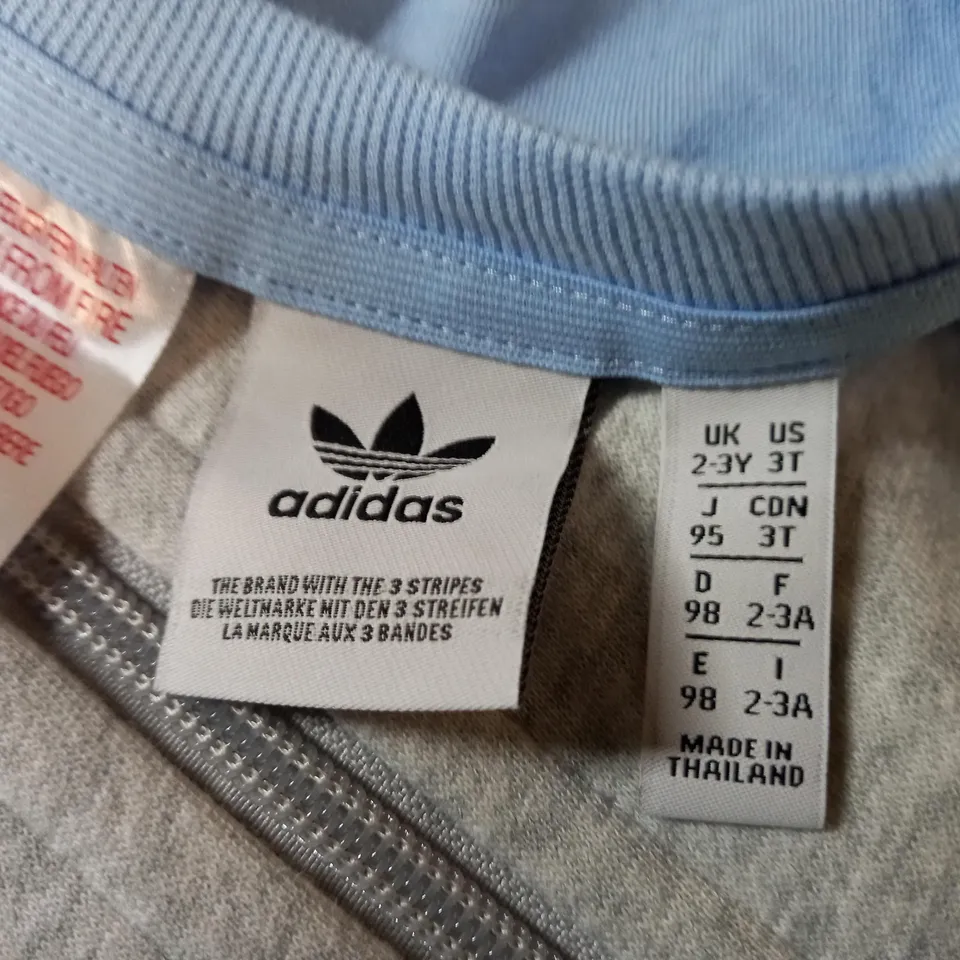 FROM FIRE
adidas
THE BRAND WITH THE 3 STRIPES
DIE WELTMARKE MIT DEN 3 STREIFEN
LA MARQUE AUX 3 BANDES
UK US
2-3Y 3T
J CDN
95 3T
D F
98 2-3A
E I
98 2-3A
MADE IN
THAILAND